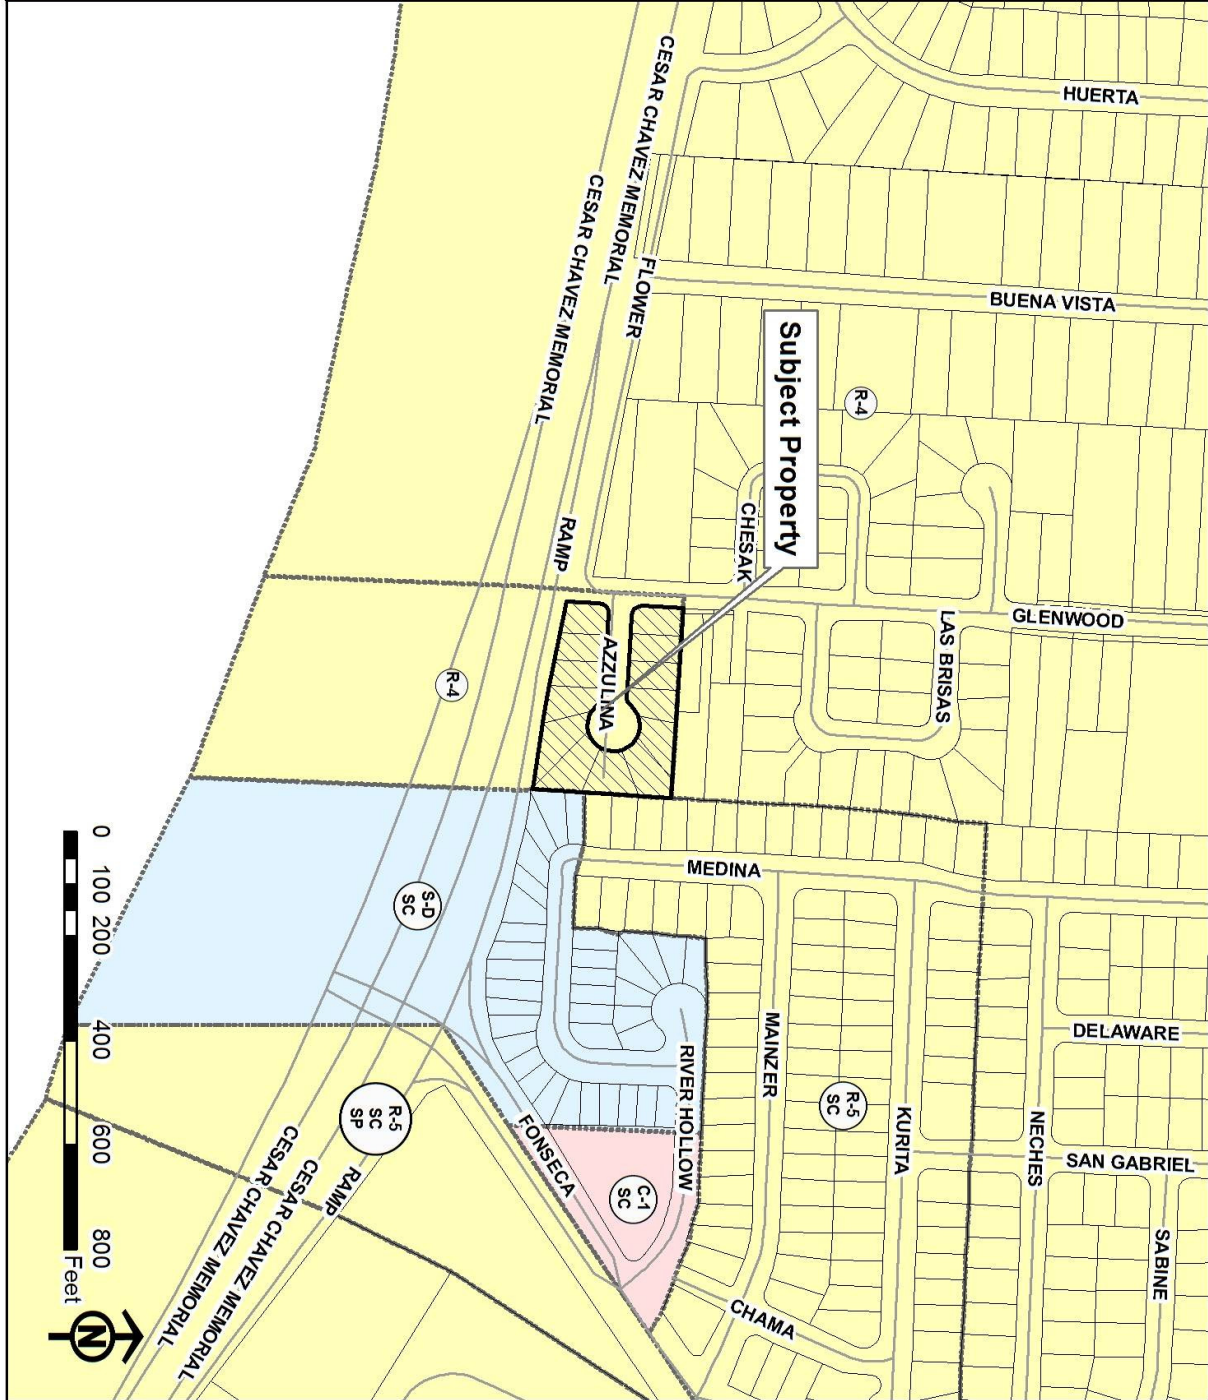 HUERTA
CESAR CHAVEZ MEMORIAL
CESAR CHAVEZ MEMORIAL
FLOWER
BUENA VISTA
Subject Property
R-4
CHESAK
RAMP
GLENWOOD
LAS BRISAS
AZZULINA
R-4
MEDINA
S-D
SC
MAINZER
DELAWARE
RIVER HOLLOW
R-5
SC
KURITA
NECHES
SAN GABRIEL
SABINE
R-5
SC
SP
FONSECA
C-1
SC
CHAMA
CESAR CHAVEZ MEMORIAL
CESAR CHAVEZ MEMORIAL
RAMP
0 100 200 400 600 800
Feet
N